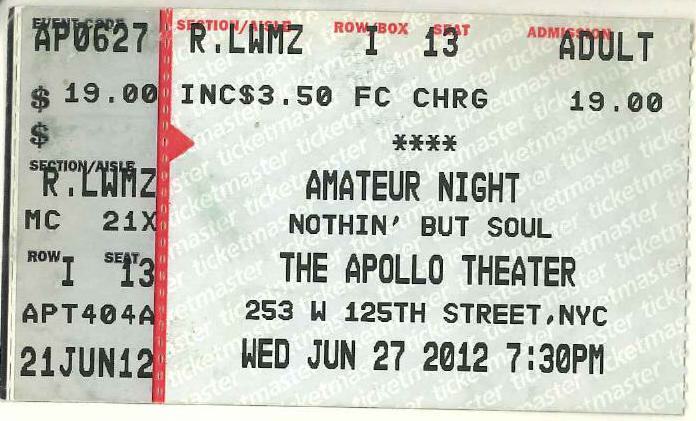 EVENT CODE SECTION/AISLE ROW/BOX SEAT ADMISSION
AP0627 R.LWMZ I 13 ADULT
$ 19.00 INC$3.50 FC CHRG 19.00
$ ****
SECTION/AISLE
R.LWMZ AMATEUR NIGHT
MC 21X NOTHIN' BUT SOUL
ROW SEAT
I 13 THE APOLLO THEATER
APT404A 253 W 125TH STREET,NYC
21JUN12 WED JUN 27 2012 7:30PM
ticketmaster